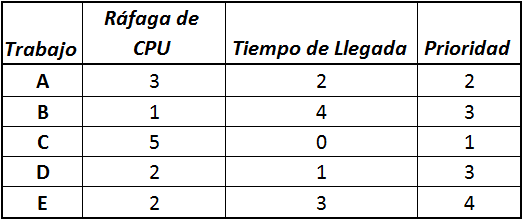 Trabajo Ráfaga de CPU Tiempo de Llegada Prioridad
A 3 2 2
B 1 4 3
C 5 0 1
D 2 1 3
E 2 3 4